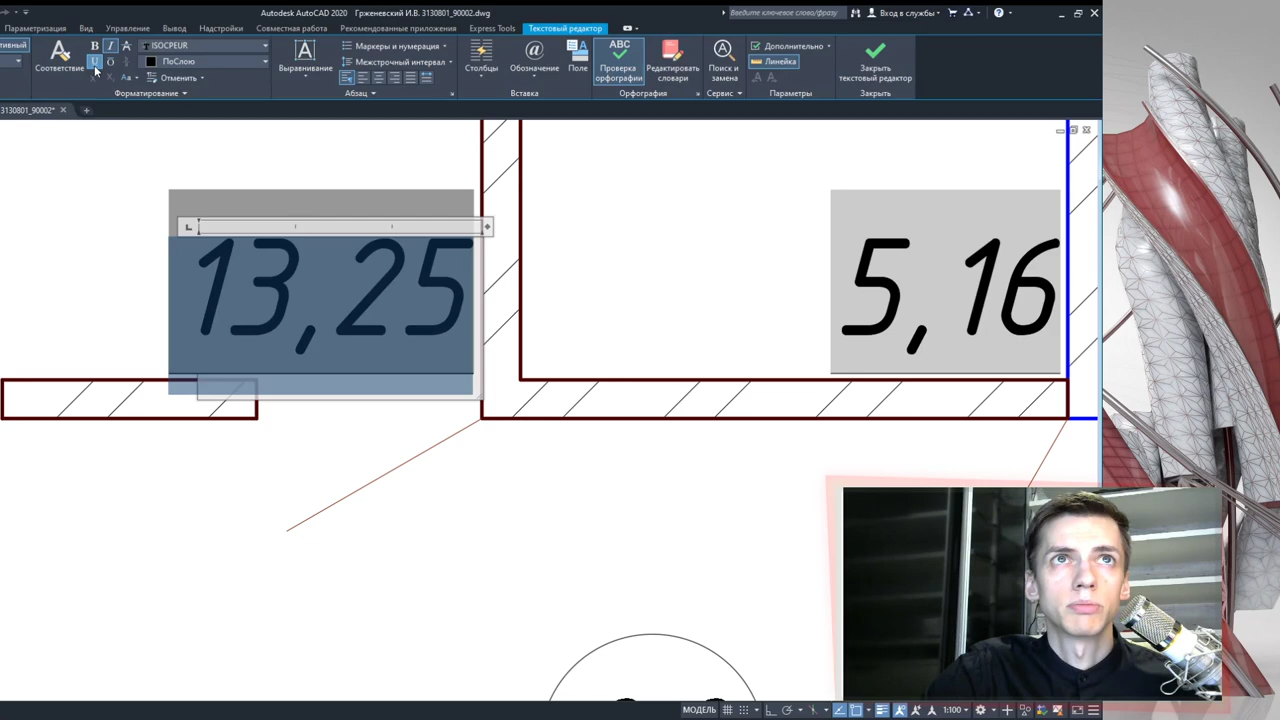 Autodesk AutoCAD 2020 Грженевский И.В. 3130801_90002.dwg
Введите ключевое слово/фразу
Вход в службы
Параметризация Вид Управление Вывод Надстройки Совместная работа Рекомендованные приложения Express Tools Текстовый редактор
тивный
Соответствие
B I A ISOCPEUR
U O ПоСлою
Aa Отменить
Форматирование
Выравнивание
Маркеры и нумерация
Межстрочный интервал
Абзац
Столбцы
@ Обозначение
Поле
Вставка
ABC Проверка орфографии
Редактировать словари
Орфография
Поиск и замена
Сервис
Дополнительно
Линейка
Параметры
Закрыть текстовый редактор
Закрыть
3130801_90002*
13,25
5,16
МОДЕЛЬ
1:100